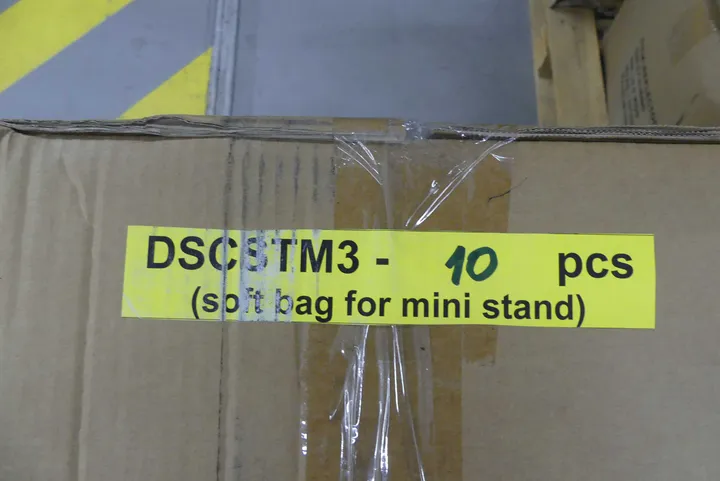 DSCSTM3 - 10 pcs
(soft bag for mini stand)